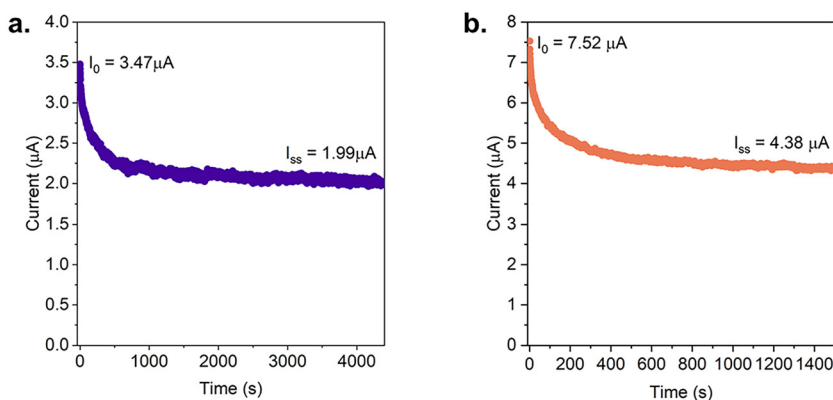 a.
4.0
3.5
3.0
2.5
2.0
1.5
1.0
0.5
0.0
Current (µA)
I₀ = 3.47µA
Iₛₛ = 1.99µA
0 1000 2000 3000 4000
Time (s)
b.
8
7
6
5
4
3
2
1
0
Current (µA)
I₀ = 7.52 µA
Iₛₛ = 4.38 µA
0 200 400 600 800 1000 1200 1400
Time (s)